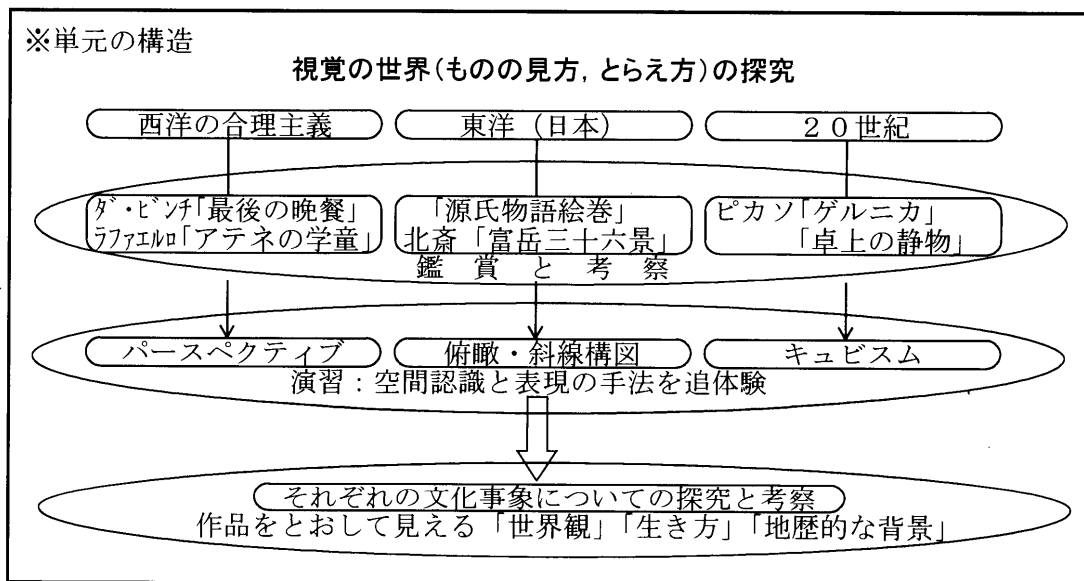 ※単元の構造
視覚の世界(ものの見方，とらえ方)の探究
西洋の合理主義
東洋（日本）
２０世紀
ﾀﾞ・ﾋﾞﾝﾁ「最後の晩餐」
ﾗﾌｧｴﾙﾛ「アテネの学童」
「源氏物語絵巻」
北斎「富岳三十六景」
ピカソ「ゲルニカ」
「卓上の静物」
鑑賞と考察
パースペクティブ
俯瞰・斜線構図
キュビスム
演習：空間認識と表現の手法を追体験
それぞれの文化事象についての探究と考察
作品をとおして見える「世界観」「生き方」「地歴的な背景」